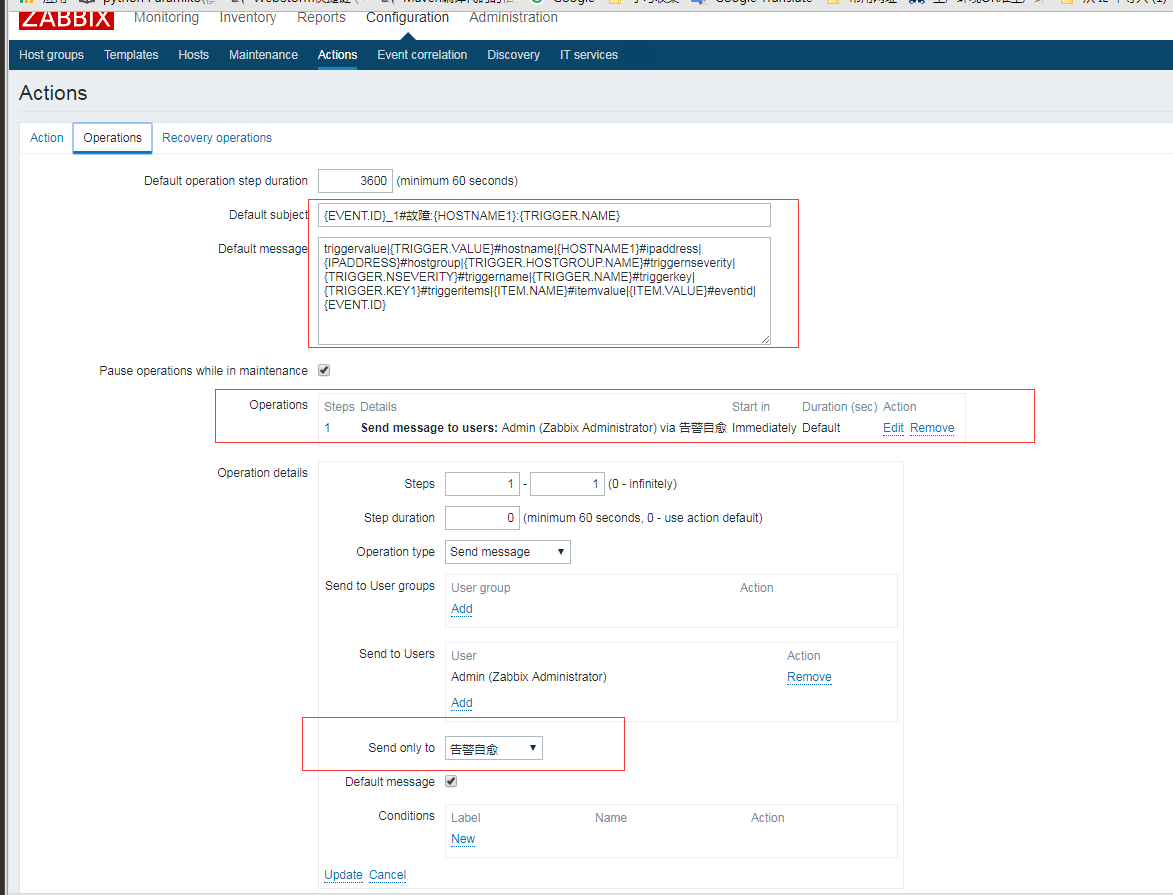 ZABBIX Monitoring Inventory Reports Configuration Administration
Host groups Templates Hosts Maintenance Actions Event correlation Discovery IT services
Actions
Action Operations Recovery operations
Default operation step duration 3600 (minimum 60 seconds)
Default subject {EVENT.ID}_1#故障:{HOSTNAME1}:{TRIGGER.NAME}
Default message triggervalue|{TRIGGER.VALUE}#hostname|{HOSTNAME1}#ipaddress|
{IPADDRESS}#hostgroup|{TRIGGER.HOSTGROUP.NAME}#triggernseverity|
{TRIGGER.NSEVERITY}#triggername|{TRIGGER.NAME}#triggerkey|
{TRIGGER.KEY1}#triggeritems|{ITEM.NAME}#itemvalue|{ITEM.VALUE}#eventid|
{EVENT.ID}
Pause operations while in maintenance
Operations Steps Details Start in Duration (sec) Action
1 Send message to users: Admin (Zabbix Administrator) via 告警自愈 Immediately Default Edit Remove
Operation details
Steps 1 - 1 (0 - infinitely)
Step duration 0 (minimum 60 seconds, 0 - use action default)
Operation type Send message
Send to User groups User group Action
Add
Send to Users User Action
Admin (Zabbix Administrator) Remove
Add
Send only to 告警自愈
Default message
Conditions Label Name Action
New
Update Cancel